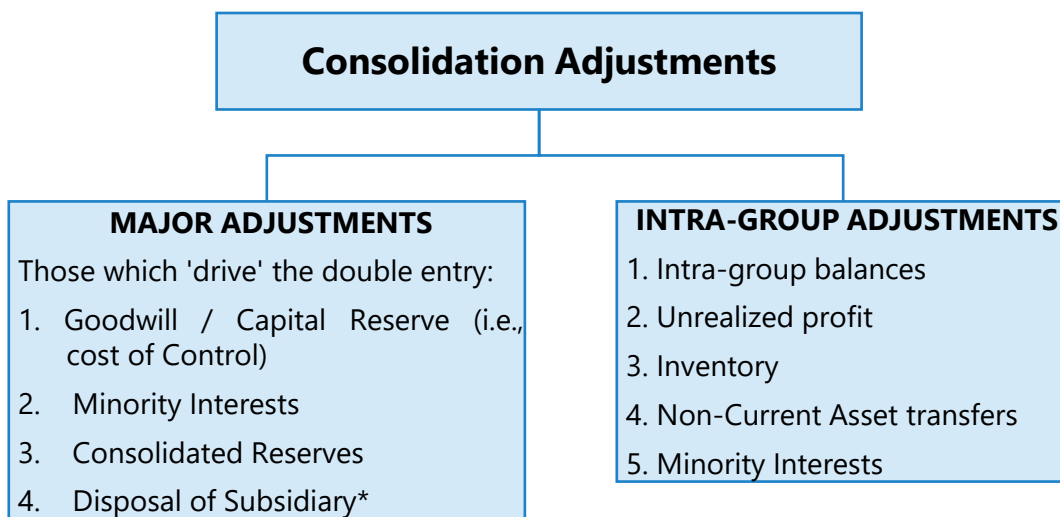 Consolidation Adjustments
MAJOR ADJUSTMENTS
Those which 'drive' the double entry:
1. Goodwill / Capital Reserve (i.e.,
cost of Control)
2. Minority Interests
3. Consolidated Reserves
4. Disposal of Subsidiary*
INTRA-GROUP ADJUSTMENTS
1. Intra-group balances
2. Unrealized profit
3. Inventory
4. Non-Current Asset transfers
5. Minority Interests